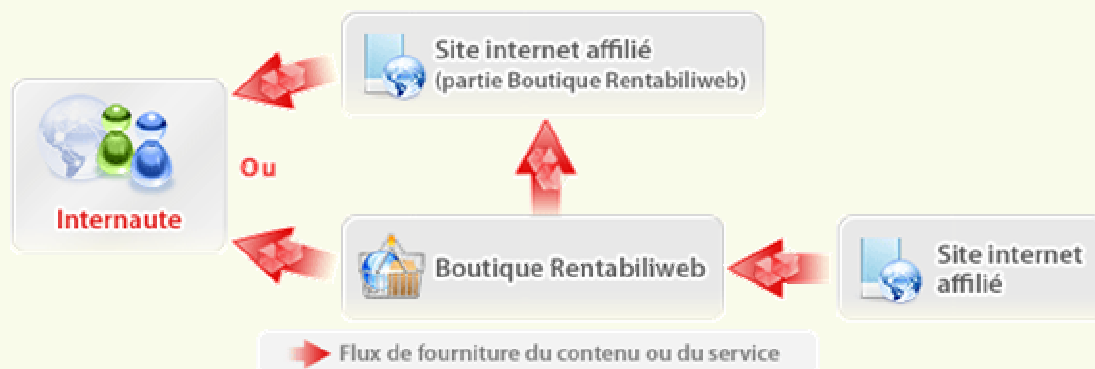 Site internet affilié
(partie Boutique Rentabiliweb)
Internaute
Ou
Boutique Rentabiliweb
Site internet
affilié
Flux de fourniture du contenu ou du service